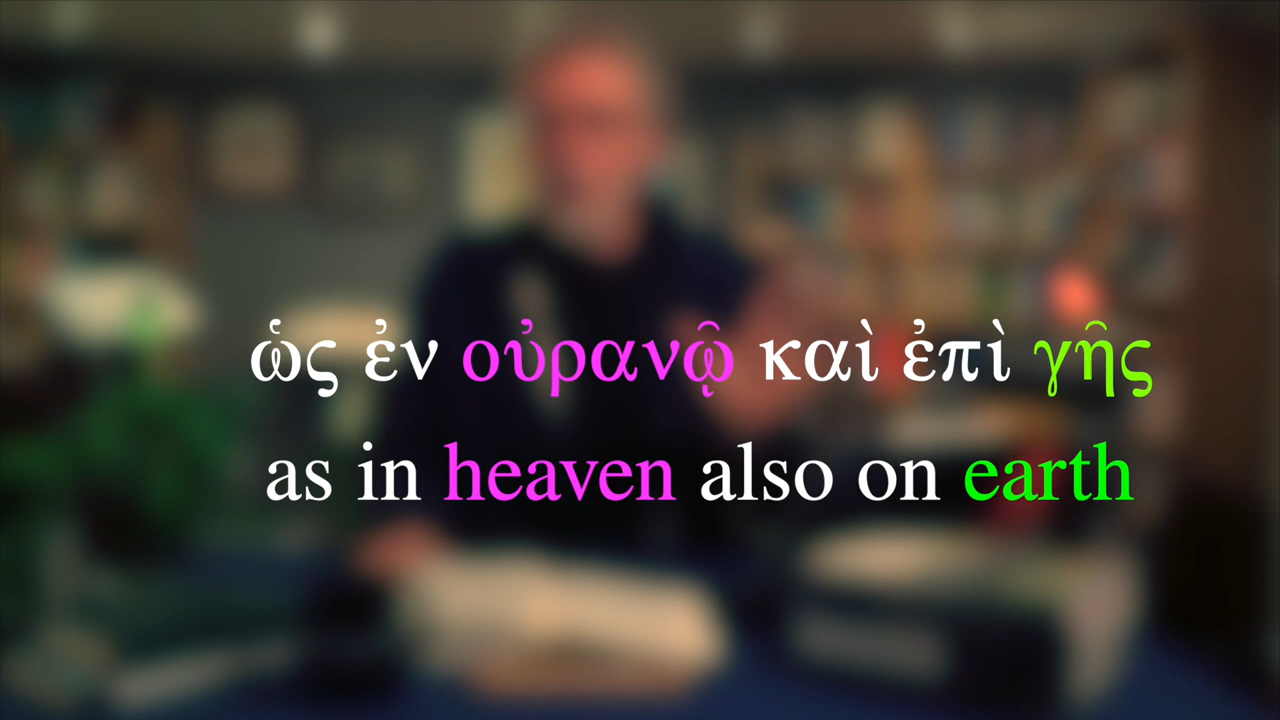 ὡς ἐν οὐρανῷ καὶ ἐπὶ γῆς
as in heaven also on earth